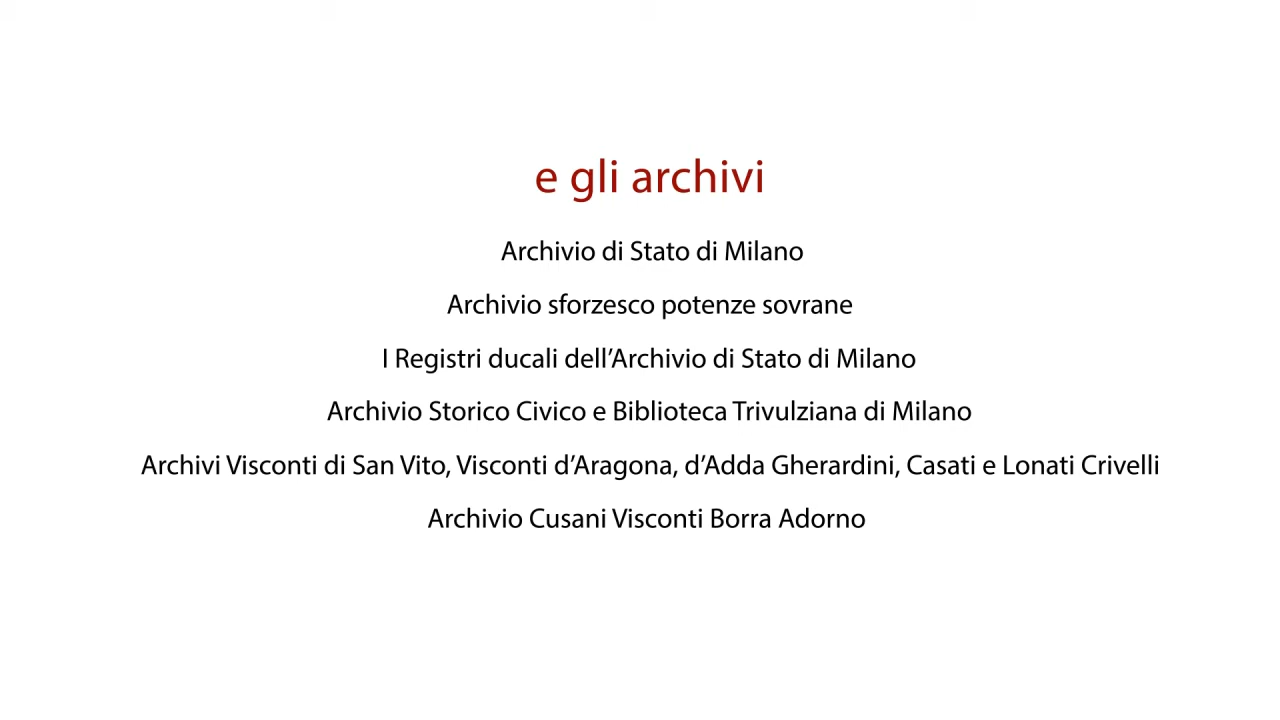 e gli archivi
Archivio di Stato di Milano
Archivio sforzesco potenze sovrane
I Registri ducali dell’Archivio di Stato di Milano
Archivio Storico Civico e Biblioteca Trivulziana di Milano
Archivi Visconti di San Vito, Visconti d’Aragona, d’Adda Gherardini, Casati e Lonati Crivelli
Archivio Cusani Visconti Borra Adorno